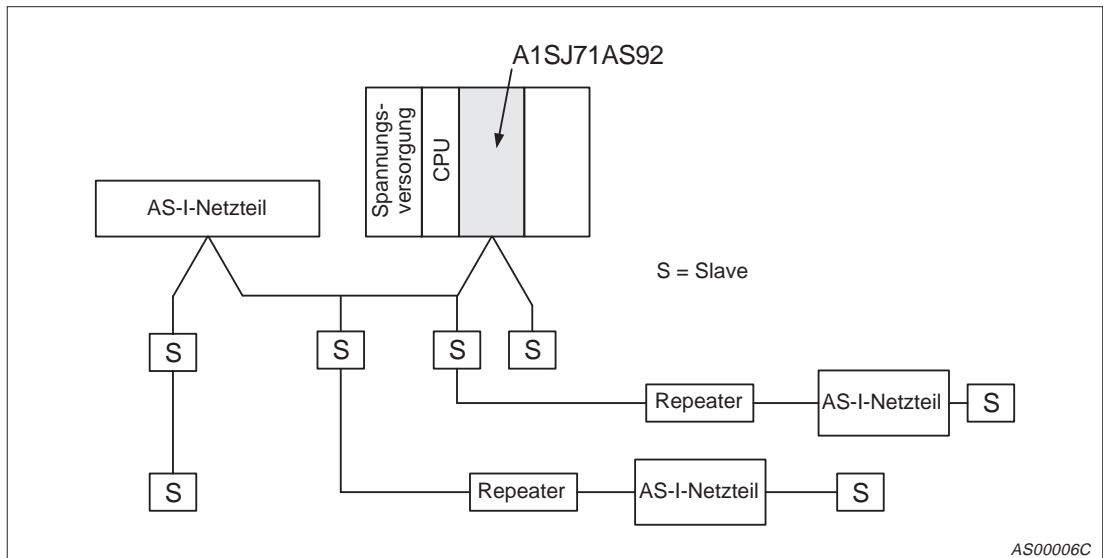 A1SJ71AS92
Spannungs-
versorgung
CPU
AS-I-Netzteil
S = Slave
S
S
S
S
Repeater
AS-I-Netzteil
S
S
Repeater
AS-I-Netzteil
S
AS00006C